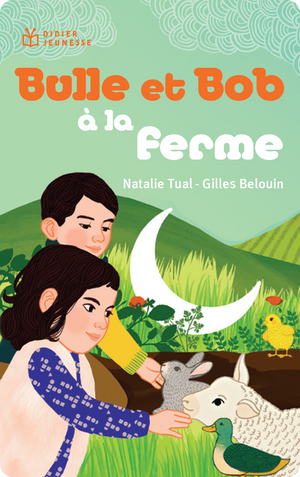 DIDIER
JEUNESSE
Bulle et Bob
à la
ferme
Natalie Tual - Gilles Belouin